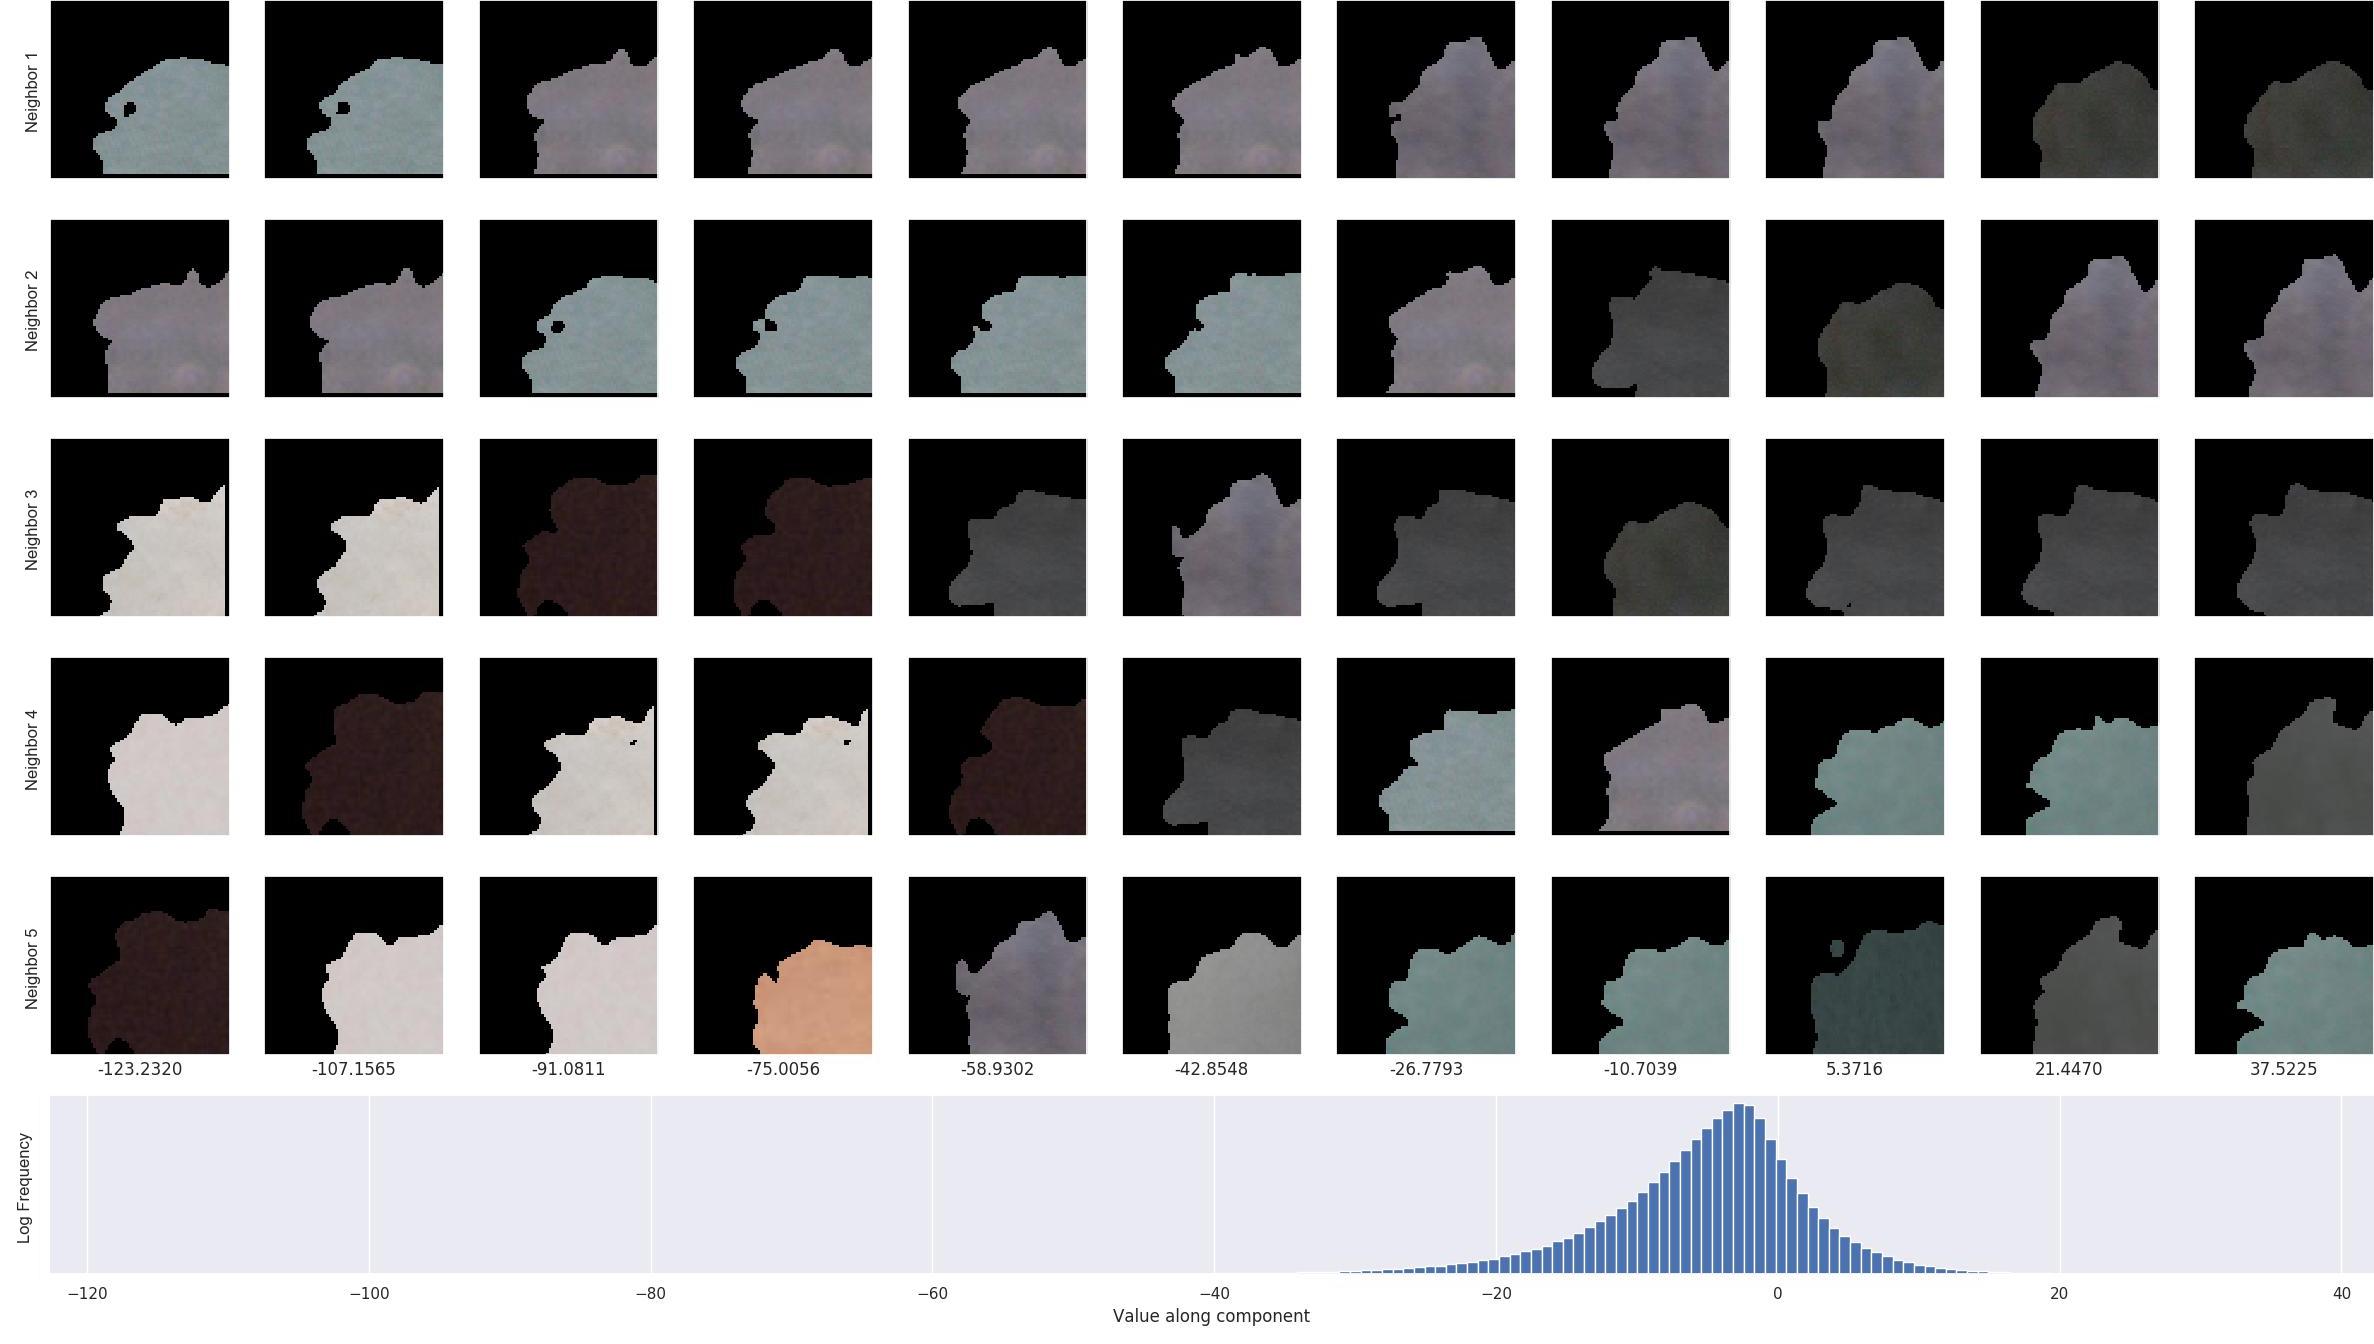 Neighbor 1
Neighbor 2
Neighbor 3
Neighbor 4
Neighbor 5
-123.2320 -107.1565 -91.0811 -75.0056 -58.9302 -42.8548 -26.7793 -10.7039 5.3716 21.4470 37.5225
Log Frequency
−120 −100 −80 −60 −40 −20 0 20 40
Value along component